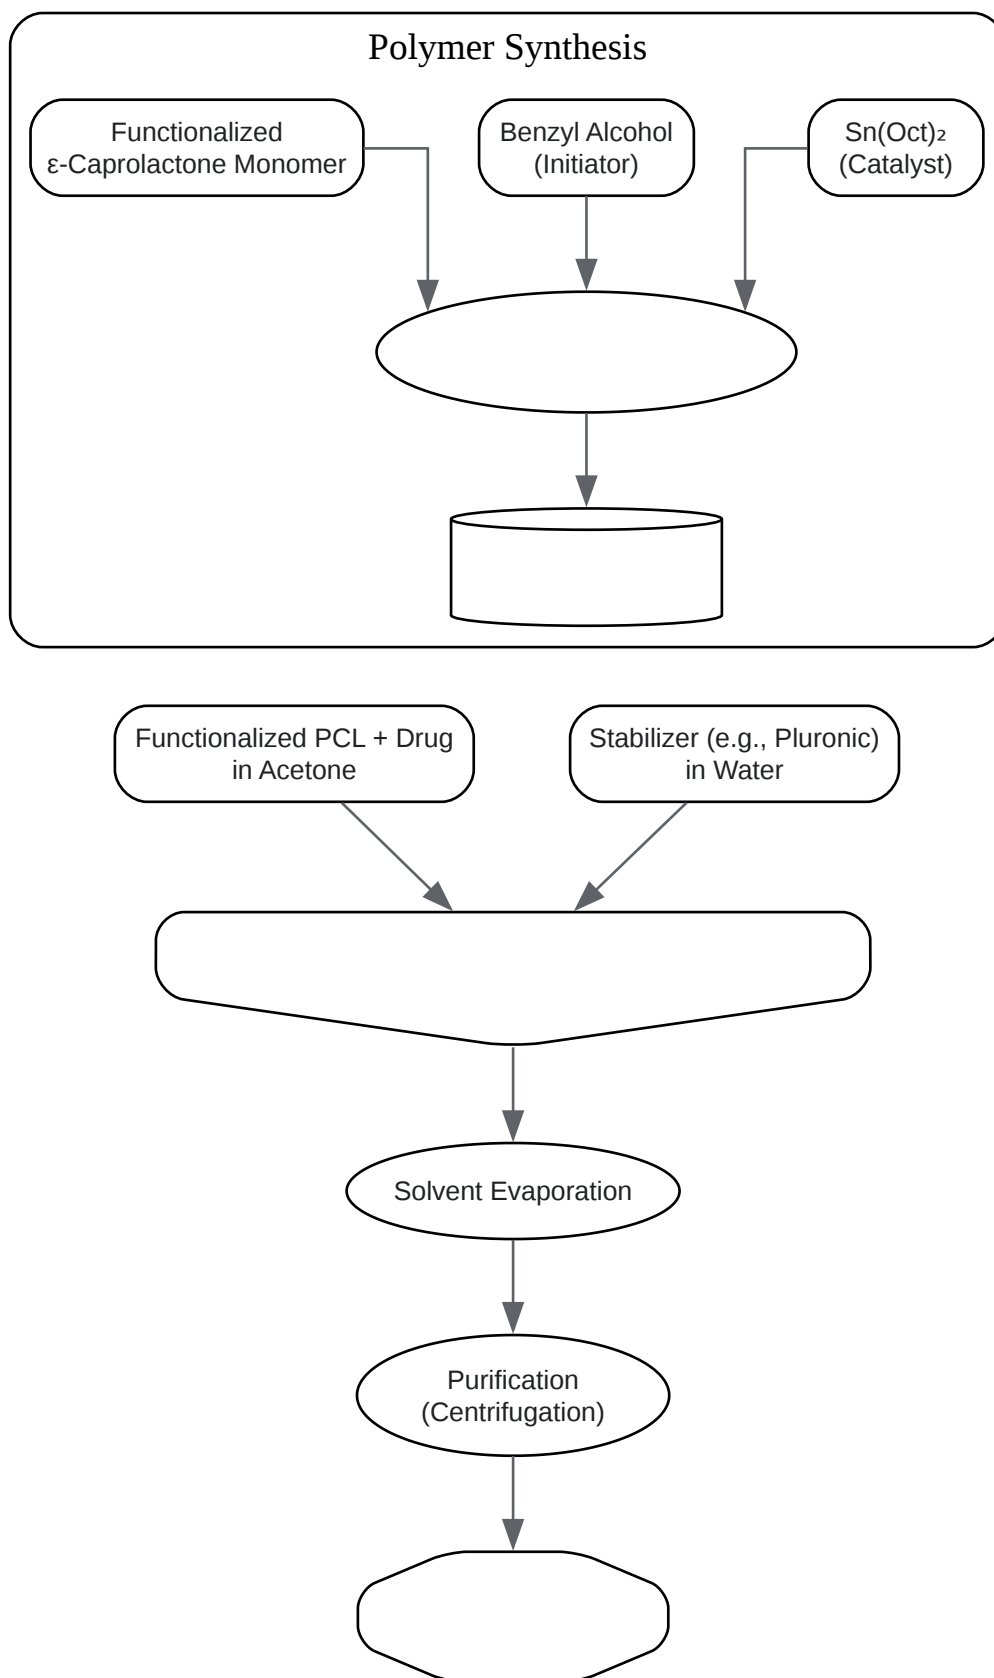 Polymer Synthesis
Functionalized
ε-Caprolactone Monomer
Benzyl Alcohol
(Initiator)
Sn(Oct)₂
(Catalyst)
Functionalized PCL + Drug
in Acetone
Stabilizer (e.g., Pluronic)
in Water
Solvent Evaporation
Purification
(Centrifugation)